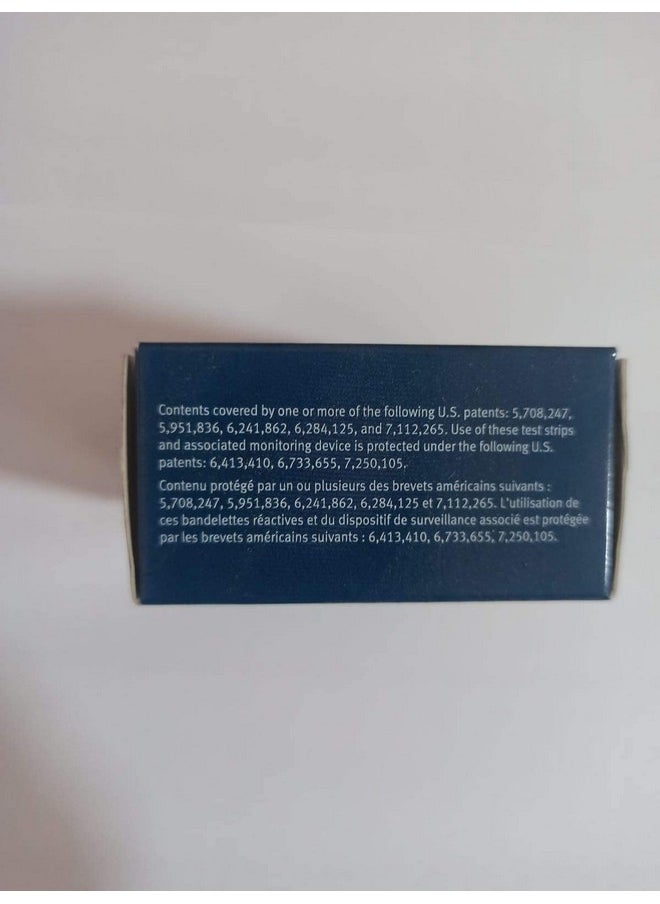 Contents covered by one or more of the following U.S. patents: 5,708,247,
5,951,836, 6,241,862, 6,284,125, and 7,112,265. Use of these test strips
and associated monitoring device is protected under the following U.S.
patents: 6,413,410, 6,733,655, 7,250,105.
Contenu protégé par un ou plusieurs des brevets américains suivants :
5,708,247, 5,951,836, 6,241,862, 6,284,125 et 7,112,265. L'utilisation de
ces bandelettes réactives et du dispositif de surveillance associé est protégée
par les brevets américains suivants : 6,413,410, 6,733,655, 7,250,105.